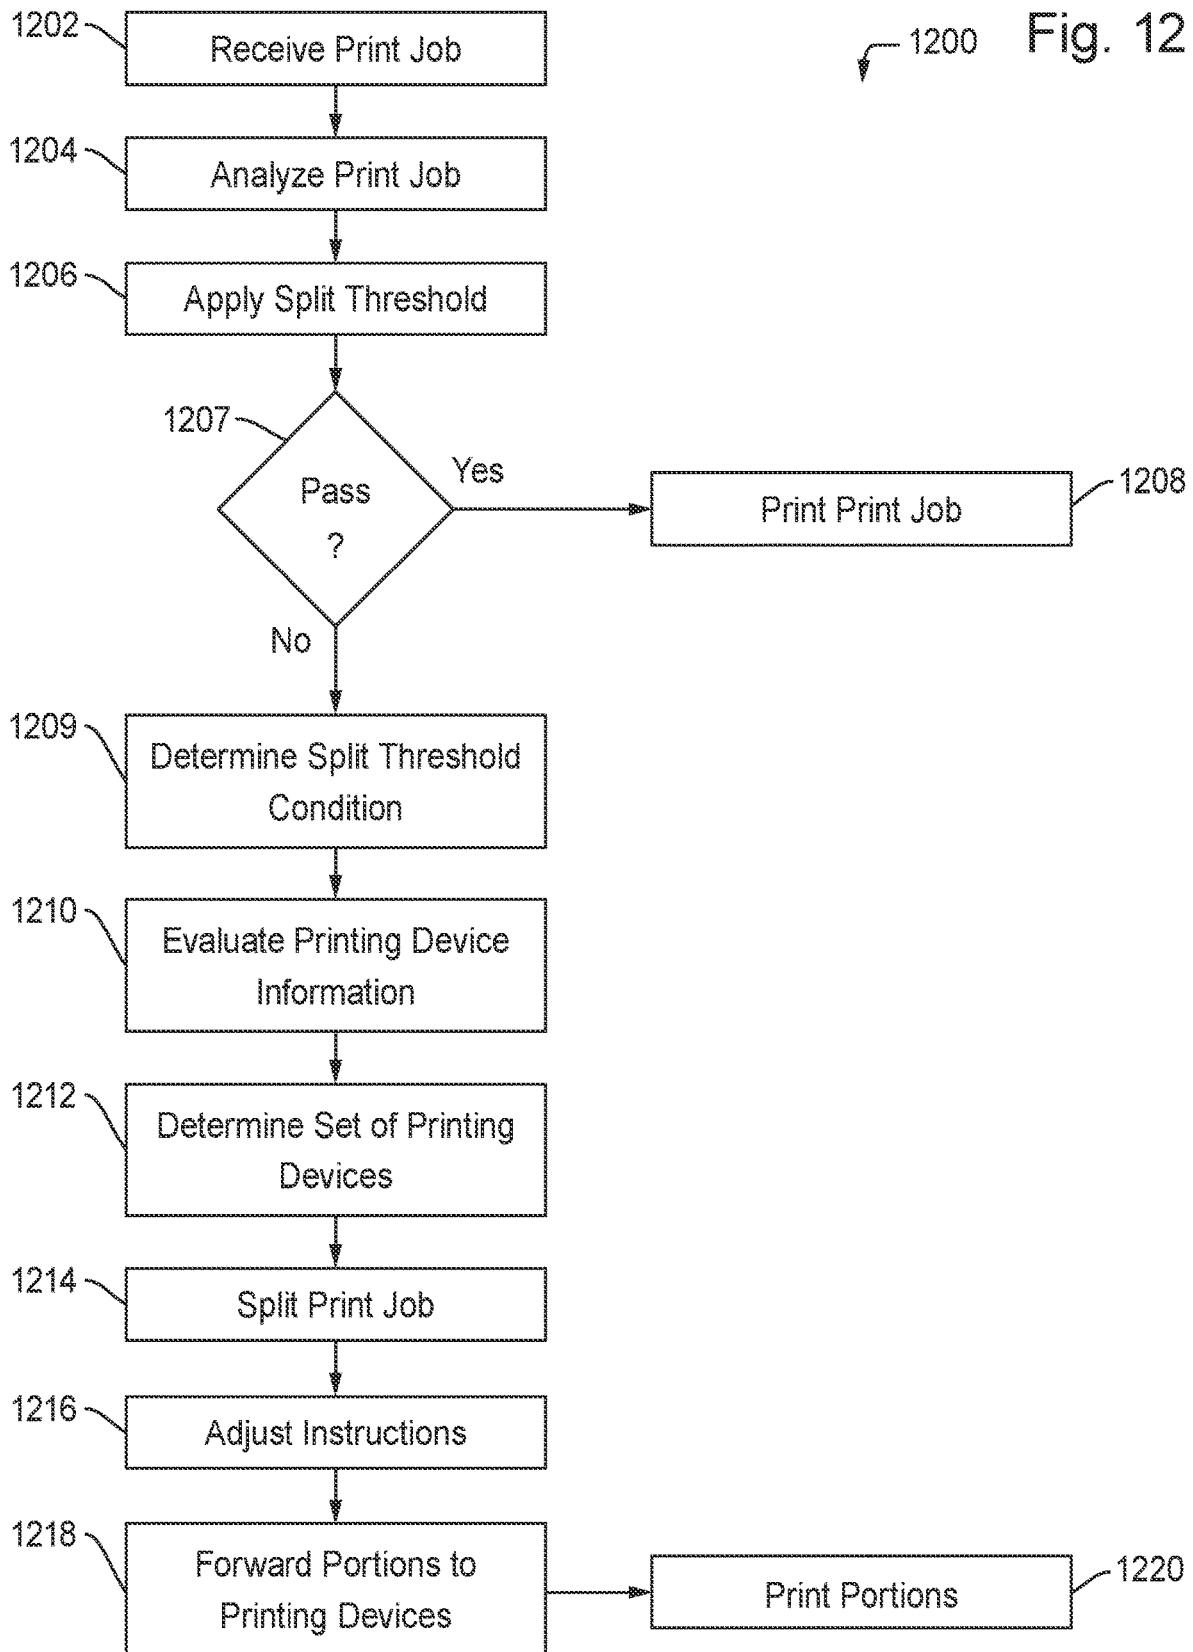 Fig. 12
1200
1202
Receive Print Job
1204
Analyze Print Job
1206
Apply Split Threshold
1207
Pass
?
Yes
Print Print Job
1208
No
1209
Determine Split Threshold
Condition
1210
Evaluate Printing Device
Information
1212
Determine Set of Printing
Devices
1214
Split Print Job
1216
Adjust Instructions
1218
Forward Portions to
Printing Devices
Print Portions
1220